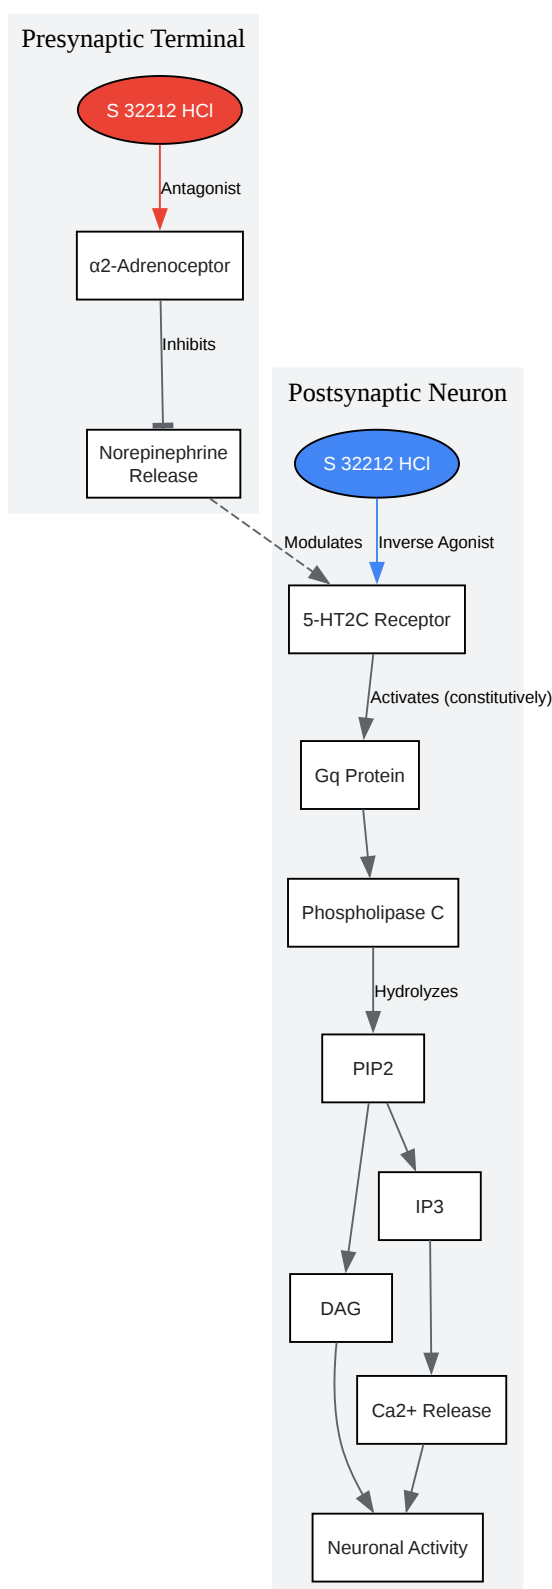 Presynaptic Terminal
S 32212 HCl
Antagonist
α2-Adrenoceptor
Inhibits
Norepinephrine
Release
Postsynaptic Neuron
S 32212 HCl
Modulates
Inverse Agonist
5-HT2C Receptor
Activates (constitutively)
Gq Protein
Phospholipase C
Hydrolyzes
PIP2
IP3
DAG
Ca2+ Release
Neuronal Activity